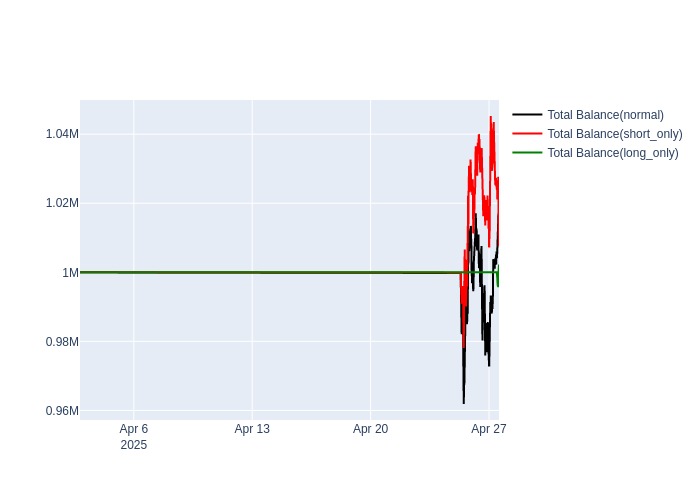 1.04M
1.02M
1M
0.98M
0.96M
Apr 6
2025
Apr 13
Apr 20
Apr 27
Total Balance(normal)
Total Balance(short_only)
Total Balance(long_only)